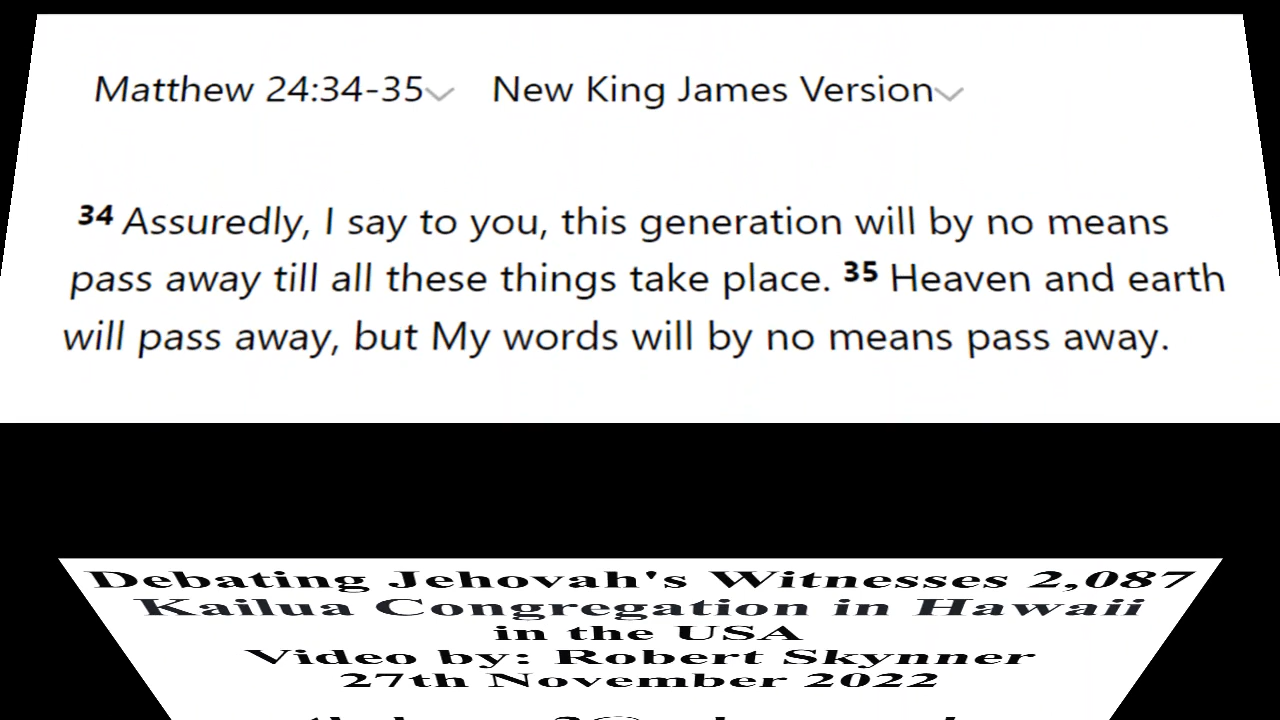 Matthew 24:34-35 New King James Version
34 Assuredly, I say to you, this generation will by no means
pass away till all these things take place. 35 Heaven and earth
will pass away, but My words will by no means pass away.
Debating Jehovah's Witnesses 2,087
Kailua Congregation in Hawaii
in the USA
Video by: Robert Skynner
27th November 2022